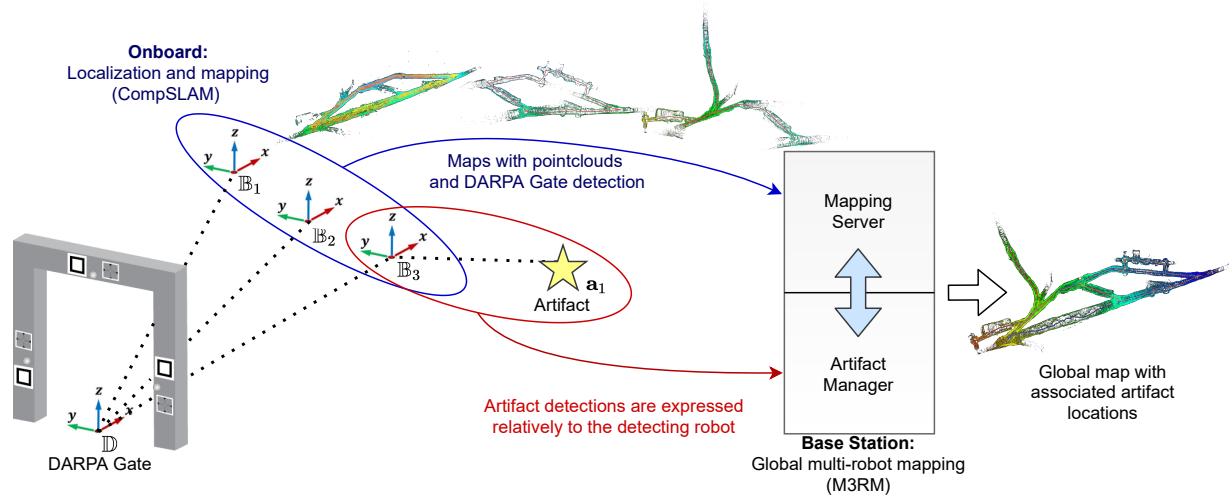 Onboard:
Localization and mapping
(CompSLAM)
z
y
x
𝔹1
z
y
x
𝔹2
z
y
x
𝔹3
Maps with pointclouds
and DARPA Gate detection
a1
Artifact
z
y
x
𝔻
DARPA Gate
Artifact detections are expressed
relatively to the detecting robot
Mapping
Server
Artifact
Manager
Base Station:
Global multi-robot mapping
(M3RM)
Global map with
associated artifact
locations